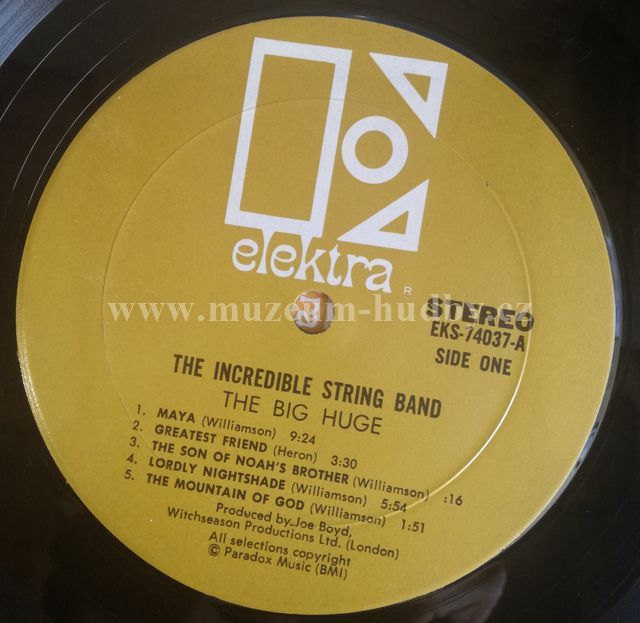 elektra
R
www.muzeum-hudby.cz
STEREO
EKS-74037-A
SIDE ONE
THE INCREDIBLE STRING BAND
THE BIG HUGE
1. MAYA (Williamson) 9:24
2. GREATEST FRIEND (Heron) 3:30
3. THE SON OF NOAH'S BROTHER (Williamson) :16
4. LORDLY NIGHTSHADE (Williamson) 5:54
5. THE MOUNTAIN OF GOD (Williamson) 1:51
Produced by Joe Boyd,
Witchseason Productions Ltd. (London)
All selections copyright
© Paradox Music (BMI)